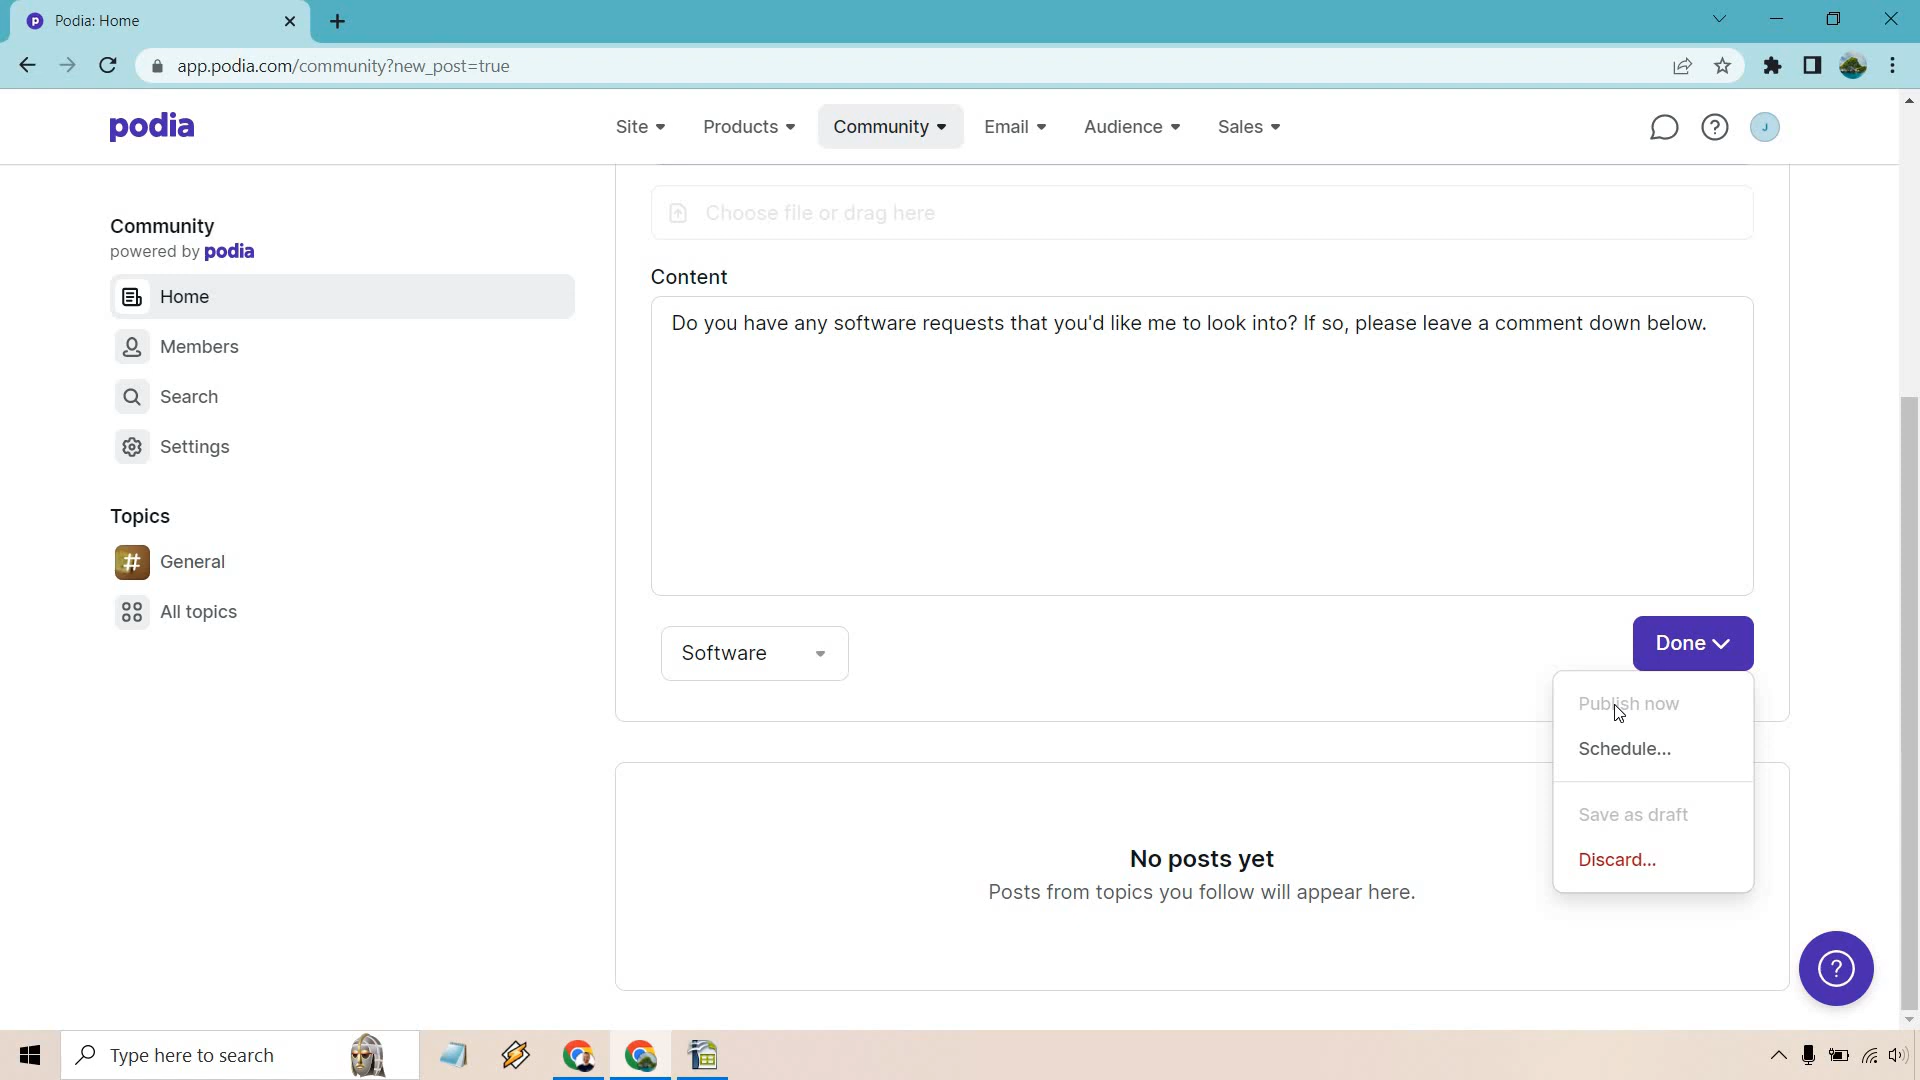 Podia: Home
app.podia.com/community?new_post=true
podia
Site
Products
Community
Email
Audience
Sales
J
Community
powered by podia
Home
Members
Search
Settings
Topics
General
All topics
Choose file or drag here
Content
Do you have any software requests that you'd like me to look into? If so, please leave a comment down below.
Software
Done
Publish now
Schedule...
Save as draft
Discard...
No posts yet
Posts from topics you follow will appear here.
Type here to search